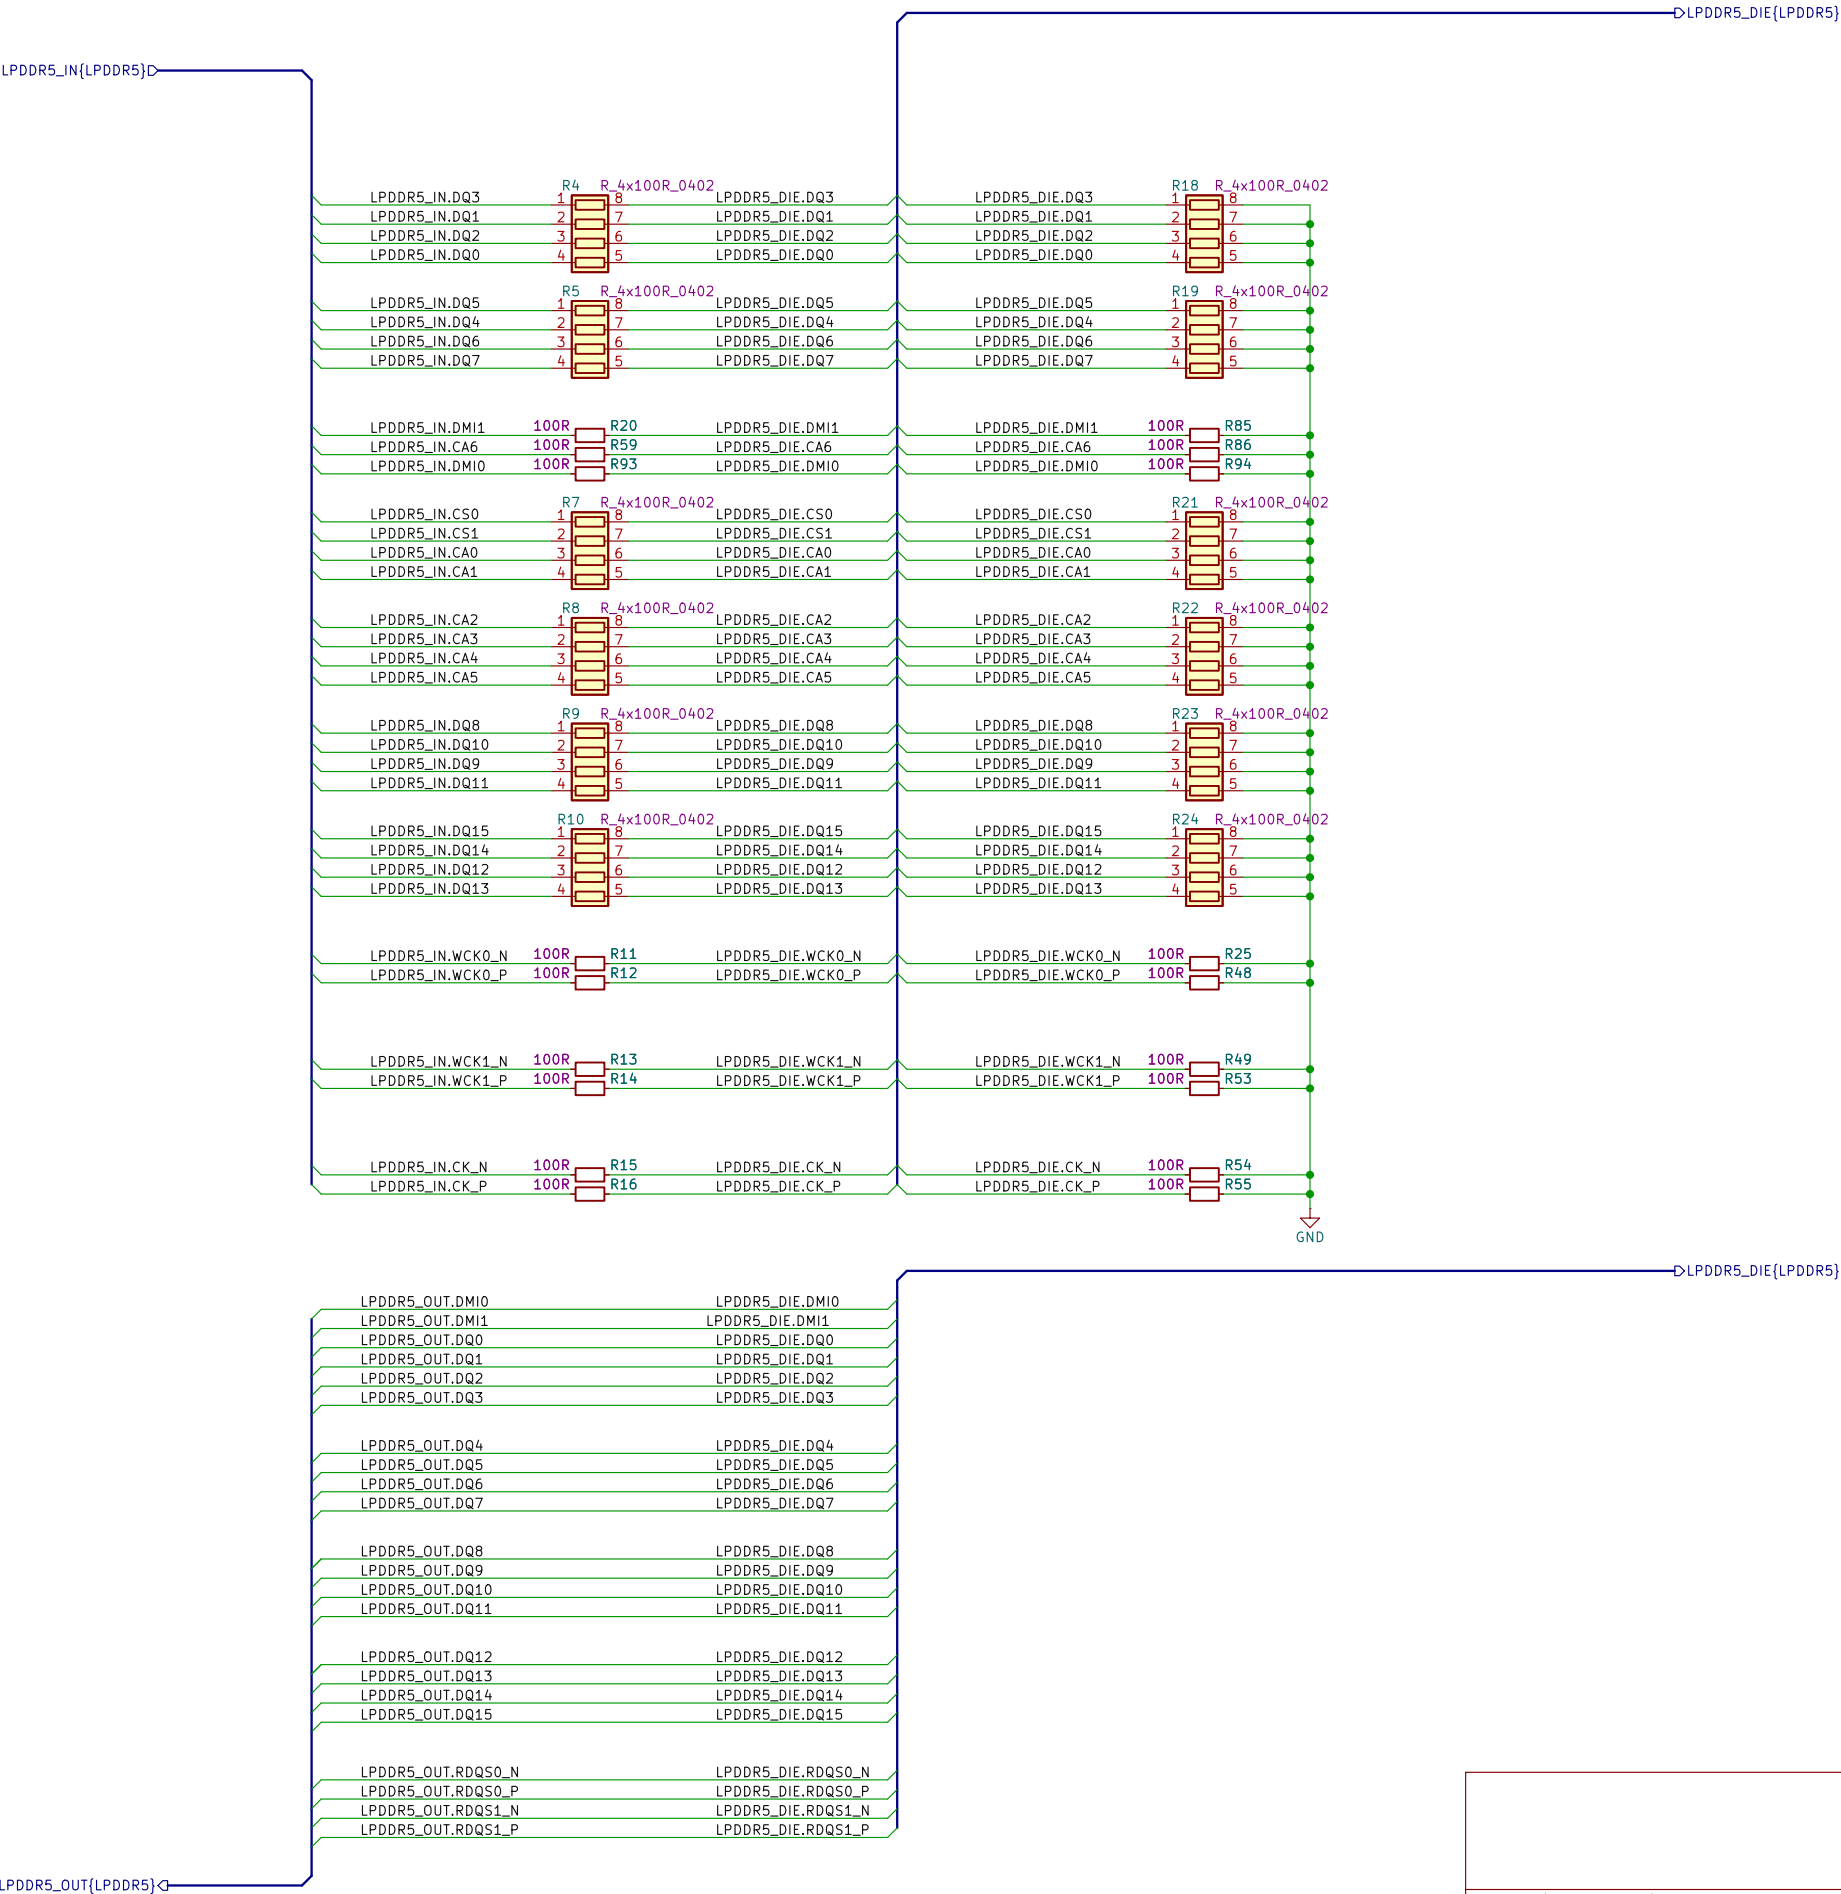 LPDDR5_DIE{LPDDR5}
LPDDR5_IN{LPDDR5}
R4 R_4x100R_0402 R18 R_4x100R_0402
LPDDR5_IN.DQ3 1 8 LPDDR5_DIE.DQ3 LPDDR5_DIE.DQ3 1 8
LPDDR5_IN.DQ1 2 7 LPDDR5_DIE.DQ1 LPDDR5_DIE.DQ1 2 7
LPDDR5_IN.DQ2 3 6 LPDDR5_DIE.DQ2 LPDDR5_DIE.DQ2 3 6
LPDDR5_IN.DQ0 4 5 LPDDR5_DIE.DQ0 LPDDR5_DIE.DQ0 4 5
R5 R_4x100R_0402 R19 R_4x100R_0402
LPDDR5_IN.DQ5 1 8 LPDDR5_DIE.DQ5 LPDDR5_DIE.DQ5 1 8
LPDDR5_IN.DQ4 2 7 LPDDR5_DIE.DQ4 LPDDR5_DIE.DQ4 2 7
LPDDR5_IN.DQ6 3 6 LPDDR5_DIE.DQ6 LPDDR5_DIE.DQ6 3 6
LPDDR5_IN.DQ7 4 5 LPDDR5_DIE.DQ7 LPDDR5_DIE.DQ7 4 5
LPDDR5_IN.DMI1 100R R20 LPDDR5_DIE.DMI1 LPDDR5_DIE.DMI1 100R R85
LPDDR5_IN.CA6 100R R59 LPDDR5_DIE.CA6 LPDDR5_DIE.CA6 100R R86
LPDDR5_IN.DMI0 100R R93 LPDDR5_DIE.DMI0 LPDDR5_DIE.DMI0 100R R94
R7 R_4x100R_0402 R21 R_4x100R_0402
LPDDR5_IN.CS0 1 8 LPDDR5_DIE.CS0 LPDDR5_DIE.CS0 1 8
LPDDR5_IN.CS1 2 7 LPDDR5_DIE.CS1 LPDDR5_DIE.CS1 2 7
LPDDR5_IN.CA0 3 6 LPDDR5_DIE.CA0 LPDDR5_DIE.CA0 3 6
LPDDR5_IN.CA1 4 5 LPDDR5_DIE.CA1 LPDDR5_DIE.CA1 4 5
R8 R_4x100R_0402 R22 R_4x100R_0402
LPDDR5_IN.CA2 1 8 LPDDR5_DIE.CA2 LPDDR5_DIE.CA2 1 8
LPDDR5_IN.CA3 2 7 LPDDR5_DIE.CA3 LPDDR5_DIE.CA3 2 7
LPDDR5_IN.CA4 3 6 LPDDR5_DIE.CA4 LPDDR5_DIE.CA4 3 6
LPDDR5_IN.CA5 4 5 LPDDR5_DIE.CA5 LPDDR5_DIE.CA5 4 5
R9 R_4x100R_0402 R23 R_4x100R_0402
LPDDR5_IN.DQ8 1 8 LPDDR5_DIE.DQ8 LPDDR5_DIE.DQ8 1 8
LPDDR5_IN.DQ10 2 7 LPDDR5_DIE.DQ10 LPDDR5_DIE.DQ10 2 7
LPDDR5_IN.DQ9 3 6 LPDDR5_DIE.DQ9 LPDDR5_DIE.DQ9 3 6
LPDDR5_IN.DQ11 4 5 LPDDR5_DIE.DQ11 LPDDR5_DIE.DQ11 4 5
R10 R_4x100R_0402 R24 R_4x100R_0402
LPDDR5_IN.DQ15 1 8 LPDDR5_DIE.DQ15 LPDDR5_DIE.DQ15 1 8
LPDDR5_IN.DQ14 2 7 LPDDR5_DIE.DQ14 LPDDR5_DIE.DQ14 2 7
LPDDR5_IN.DQ12 3 6 LPDDR5_DIE.DQ12 LPDDR5_DIE.DQ12 3 6
LPDDR5_IN.DQ13 4 5 LPDDR5_DIE.DQ13 LPDDR5_DIE.DQ13 4 5
LPDDR5_IN.WCK0_N 100R R11 LPDDR5_DIE.WCK0_N LPDDR5_DIE.WCK0_N 100R R25
LPDDR5_IN.WCK0_P 100R R12 LPDDR5_DIE.WCK0_P LPDDR5_DIE.WCK0_P 100R R48
LPDDR5_IN.WCK1_N 100R R13 LPDDR5_DIE.WCK1_N LPDDR5_DIE.WCK1_N 100R R49
LPDDR5_IN.WCK1_P 100R R14 LPDDR5_DIE.WCK1_P LPDDR5_DIE.WCK1_P 100R R53
LPDDR5_IN.CK_N 100R R15 LPDDR5_DIE.CK_N LPDDR5_DIE.CK_N 100R R54
LPDDR5_IN.CK_P 100R R16 LPDDR5_DIE.CK_P LPDDR5_DIE.CK_P 100R R55
GND
LPDDR5_DIE{LPDDR5}
LPDDR5_OUT.DMI0 LPDDR5_DIE.DMI0
LPDDR5_OUT.DMI1 LPDDR5_DIE.DMI1
LPDDR5_OUT.DQ0 LPDDR5_DIE.DQ0
LPDDR5_OUT.DQ1 LPDDR5_DIE.DQ1
LPDDR5_OUT.DQ2 LPDDR5_DIE.DQ2
LPDDR5_OUT.DQ3 LPDDR5_DIE.DQ3
LPDDR5_OUT.DQ4 LPDDR5_DIE.DQ4
LPDDR5_OUT.DQ5 LPDDR5_DIE.DQ5
LPDDR5_OUT.DQ6 LPDDR5_DIE.DQ6
LPDDR5_OUT.DQ7 LPDDR5_DIE.DQ7
LPDDR5_OUT.DQ8 LPDDR5_DIE.DQ8
LPDDR5_OUT.DQ9 LPDDR5_DIE.DQ9
LPDDR5_OUT.DQ10 LPDDR5_DIE.DQ10
LPDDR5_OUT.DQ11 LPDDR5_DIE.DQ11
LPDDR5_OUT.DQ12 LPDDR5_DIE.DQ12
LPDDR5_OUT.DQ13 LPDDR5_DIE.DQ13
LPDDR5_OUT.DQ14 LPDDR5_DIE.DQ14
LPDDR5_OUT.DQ15 LPDDR5_DIE.DQ15
LPDDR5_OUT.RDQS0_N LPDDR5_DIE.RDQS0_N
LPDDR5_OUT.RDQS0_P LPDDR5_DIE.RDQS0_P
LPDDR5_OUT.RDQS1_N LPDDR5_DIE.RDQS1_N
LPDDR5_OUT.RDQS1_P LPDDR5_DIE.RDQS1_P
LPDDR5_OUT{LPDDR5}